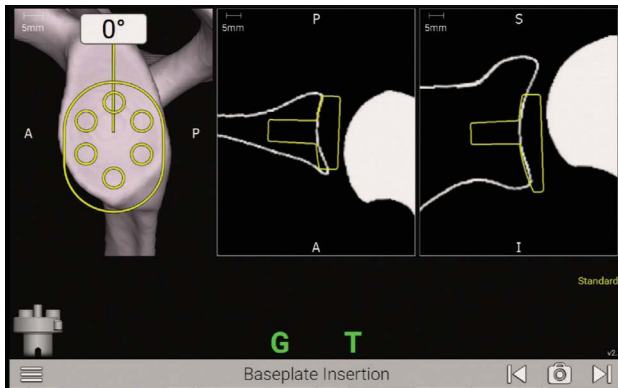 0°
5mm
A
P
5mm
P
A
5mm
S
I
Standard
G T
v2.
Baseplate Insertion